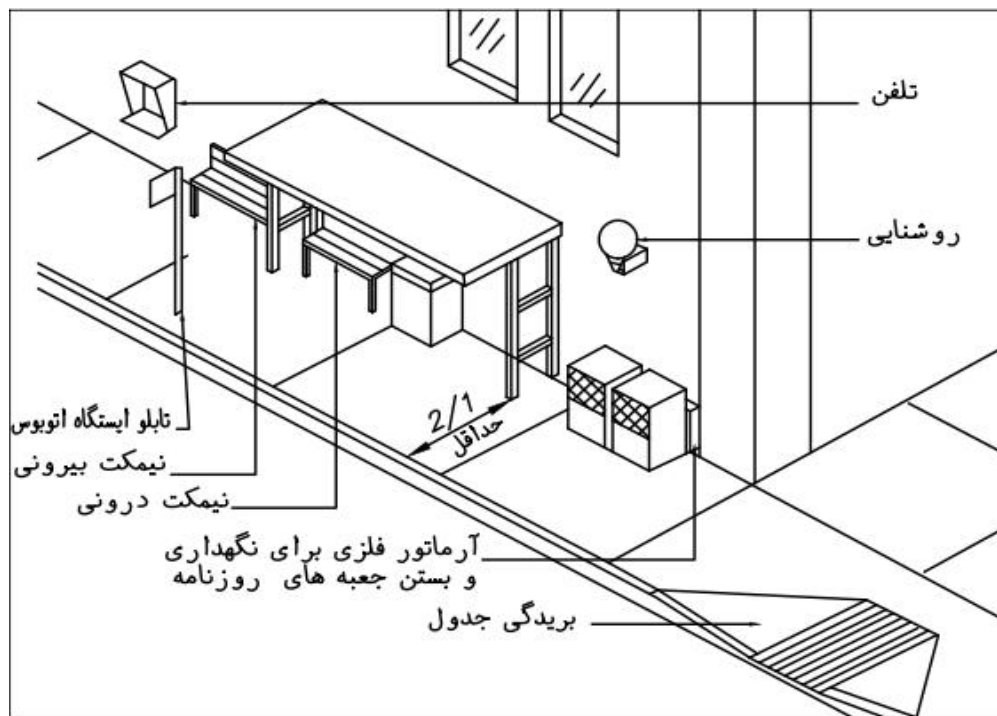 تلفن
روشنایی
2/1
حداقل
تابلو ایستگاه اتوبوس
نیمکت بیرونی
نیمکت درونی
آرماتور فلزی برای نگهداری
و بستن جعبه های روزنامه
بریدگی جدول